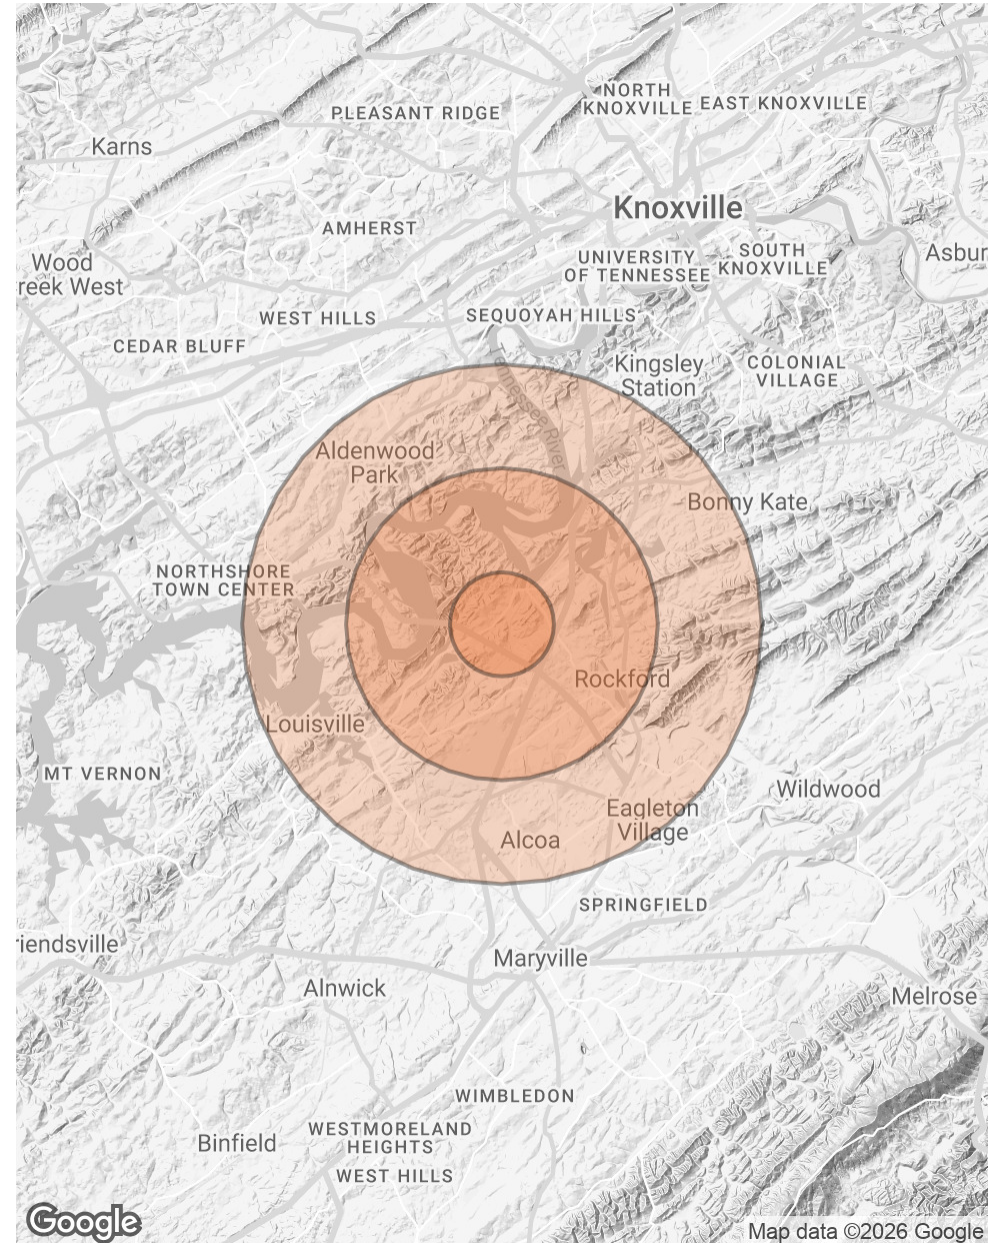 NORTH
KNOXVILLE
EAST KNOXVILLE
PLEASANT RIDGE
Karns
Knoxville
AMHERST
UNIVERSITY
OF TENNESSEE
SOUTH
KNOXVILLE
Asbur
Wood
reek West
WEST HILLS
SEQUOYAH HILLS
CEDAR BLUFF
Kingsley
Station
COLONIAL
VILLAGE
Tennessee River
Aldenwood
Park
Bonny Kate
NORTHSHORE
TOWN CENTER
Rockford
Louisville
MT VERNON
Wildwood
Eagleton
Village
Alcoa
SPRINGFIELD
riendsville
Maryville
Alnwick
Melrose
WIMBLEDON
WESTMORELAND
HEIGHTS
Binfield
WEST HILLS
Google
Map data ©2026 Google